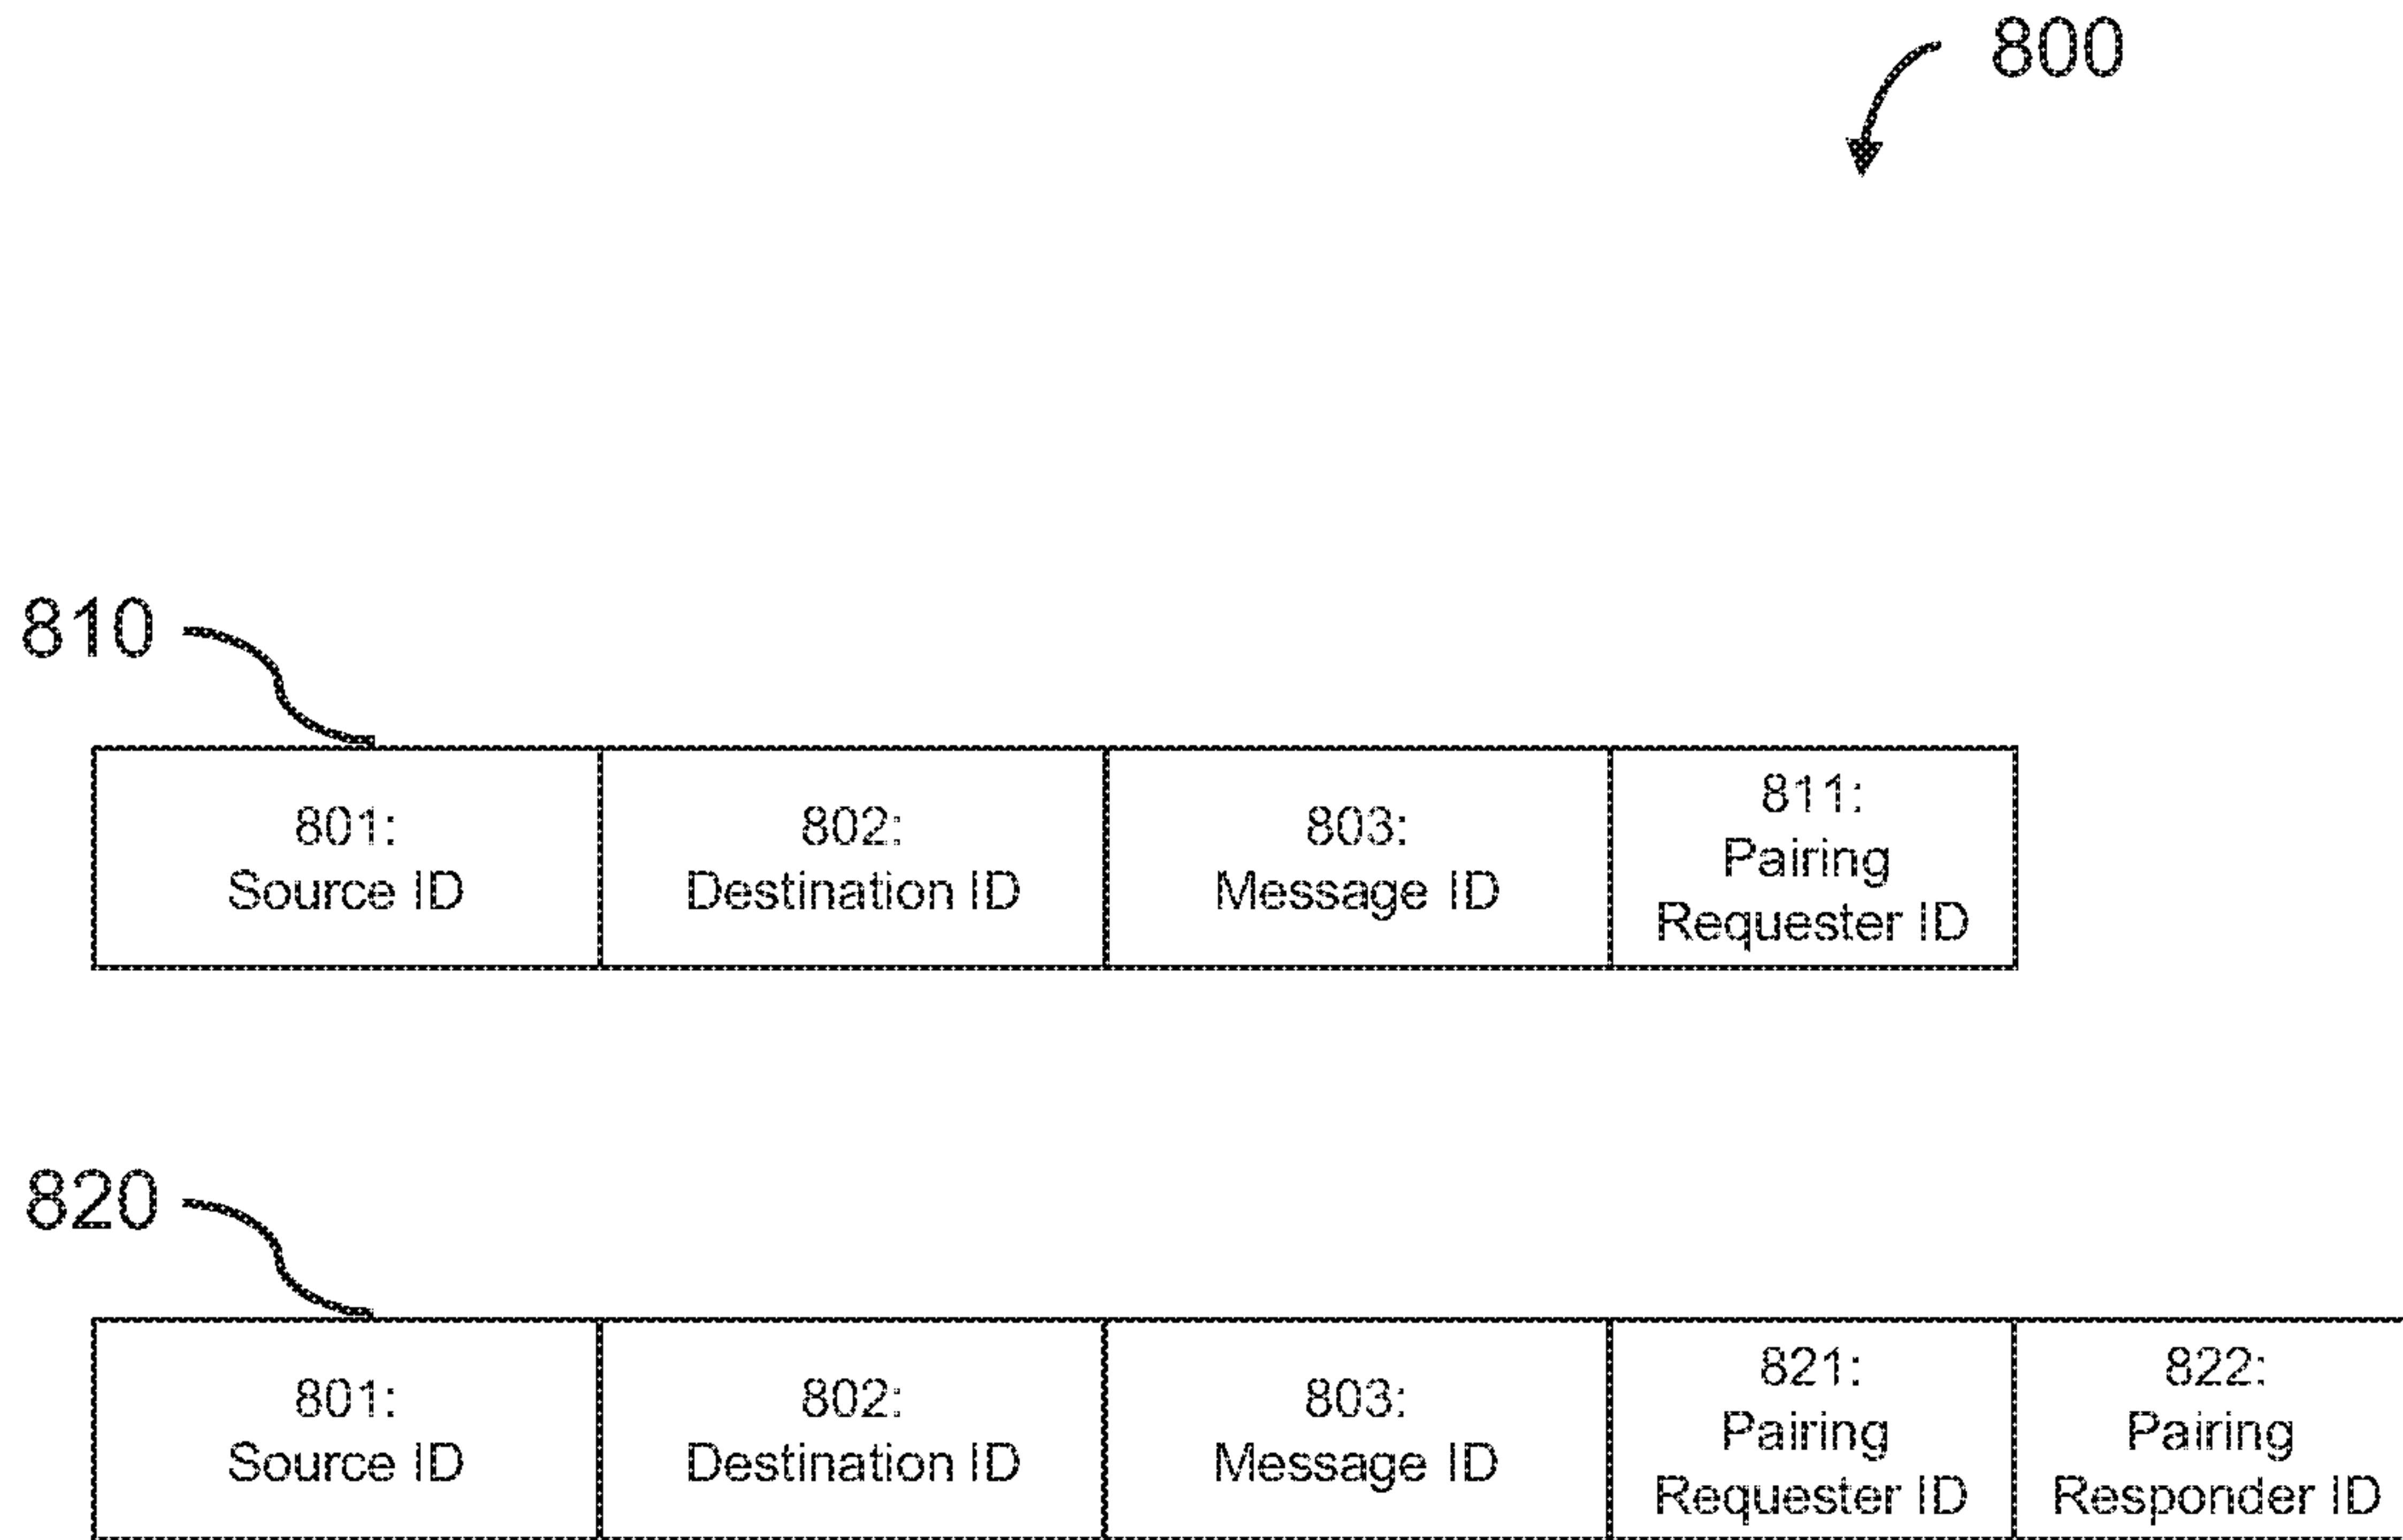 800
810
801:
Source ID
802:
Destination ID
803:
Message ID
811:
Pairing
Requester ID
820
801:
Source ID
802:
Destination ID
803:
Message ID
821:
Pairing
Requester ID
822:
Pairing
Responder ID